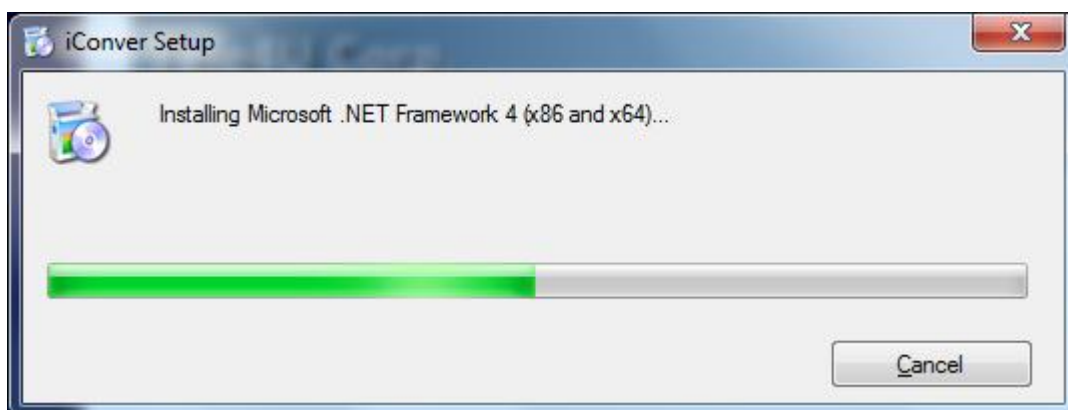 iConver Setup
Installing Microsoft .NET Framework 4 (x86 and x64)...
Cancel